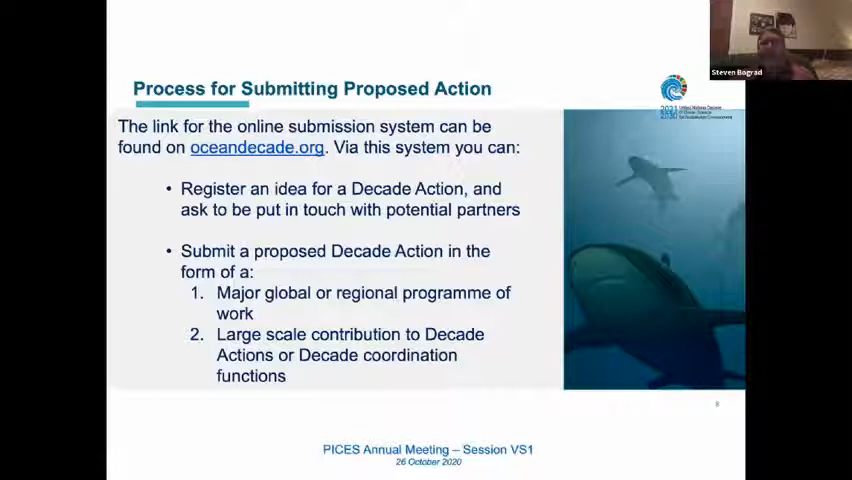 Steven Bograd
Process for Submitting Proposed Action
The link for the online submission system can be
found on oceandecade.org. Via this system you can:
• Register an idea for a Decade Action, and
ask to be put in touch with potential partners
• Submit a proposed Decade Action in the
form of a:
1. Major global or regional programme of
work
2. Large scale contribution to Decade
Actions or Decade coordination
functions
8
PICES Annual Meeting – Session VS1
26 October 2020